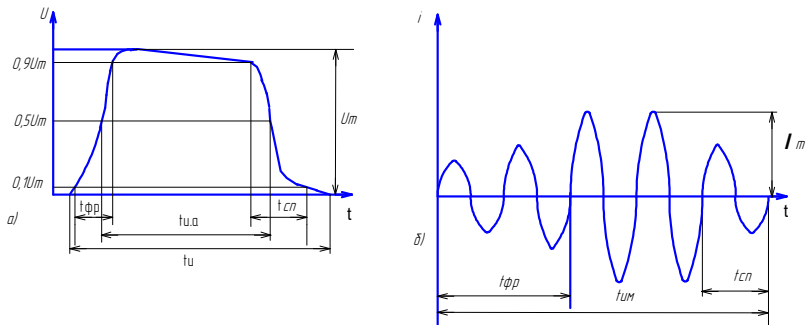 U
0,9Um
0,5Um
0,1Um
Um
tфр
tсп
t
а)
tи.а
tи
i
I m
t
б)
tфр
tим
tсп